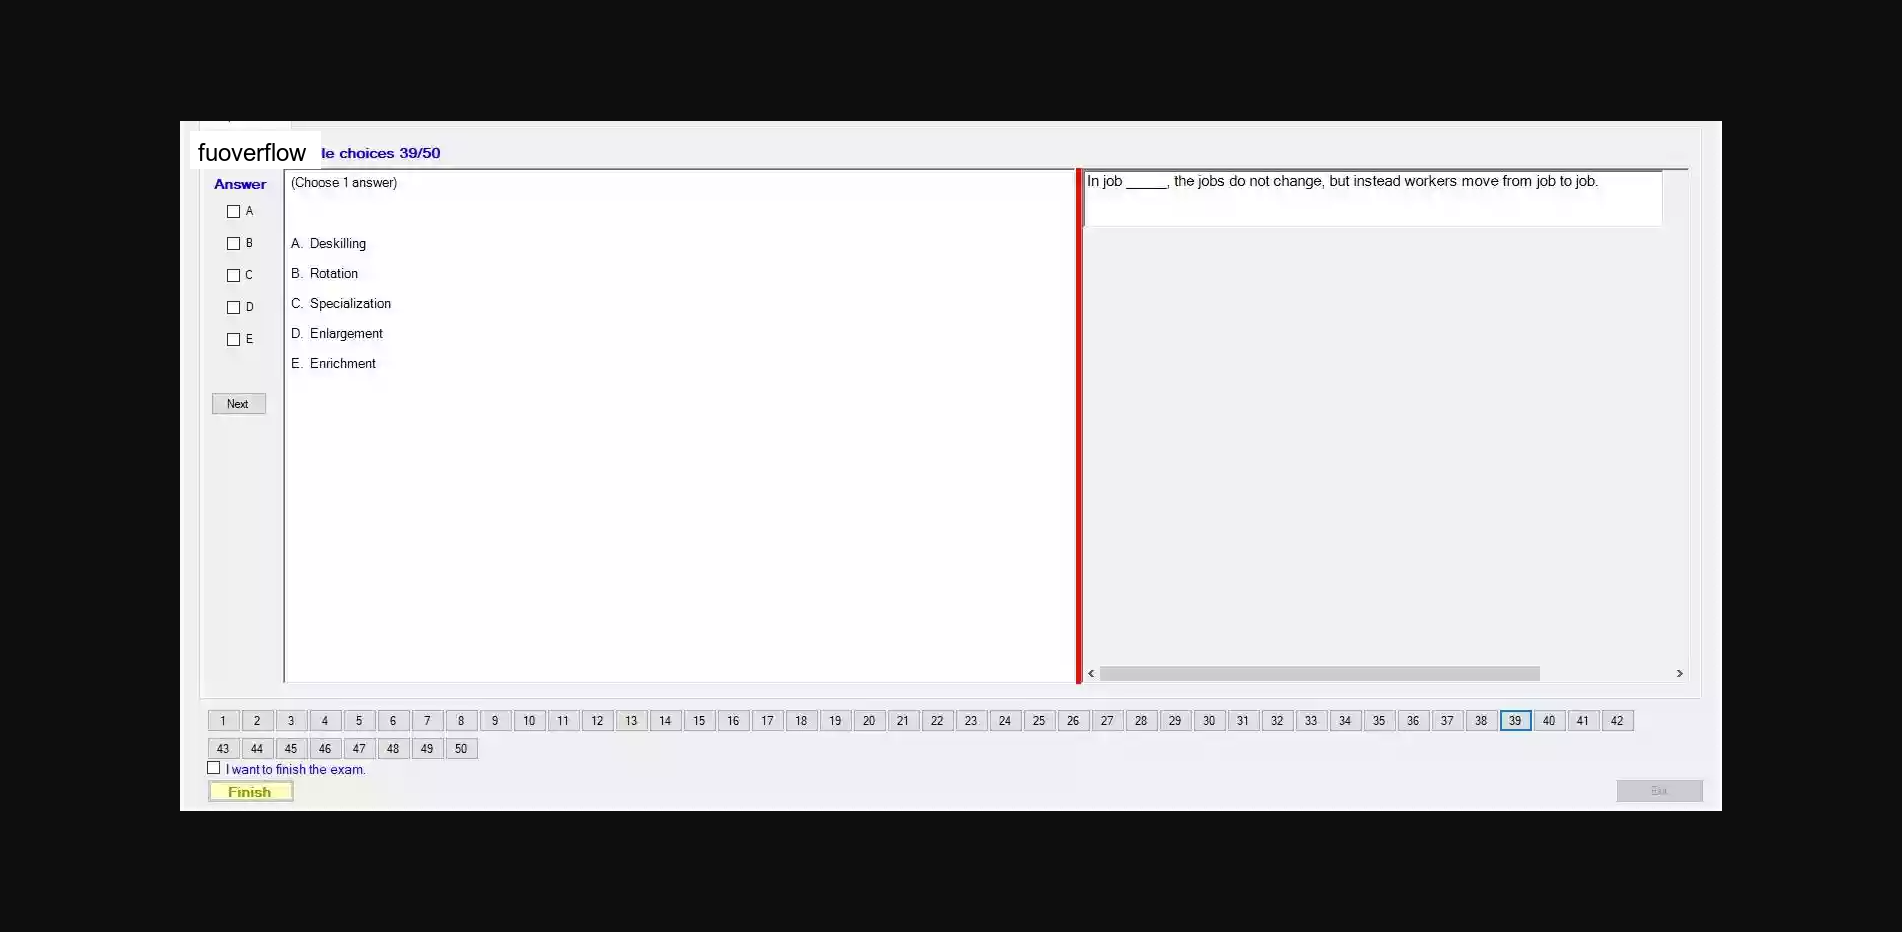 fuoverflow le choices 39/50
Answer
(Choose 1 answer)
In job _____, the jobs do not change, but instead workers move from job to job.
A
B
A. Deskilling
C
B. Rotation
D
C. Specialization
E
D. Enlargement
E. Enrichment
Next
1 2 3 4 5 6 7 8 9 10 11 12 13 14 15 16 17 18 19 20 21 22 23 24 25 26 27 28 29 30 31 32 33 34 35 36 37 38 39 40 41 42
43 44 45 46 47 48 49 50
I want to finish the exam.
Finish
Exit